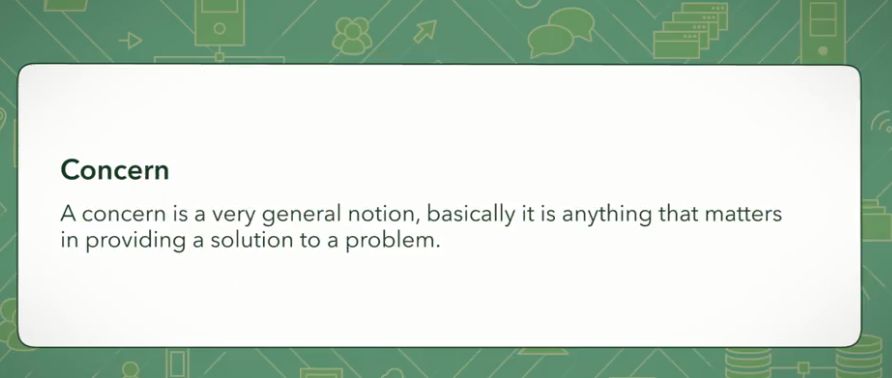 Concern
A concern is a very general notion, basically it is anything that matters
in providing a solution to a problem.